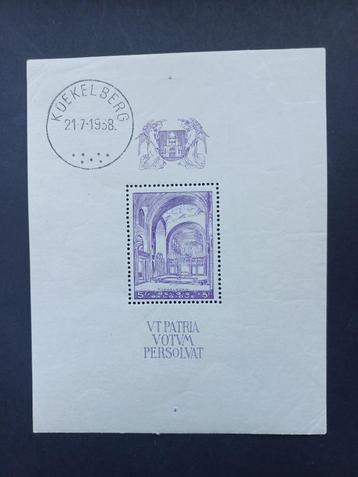 KOEKELBERG
21-7-1938.
VT PATRIA
VOTVM
PERSOLVAT